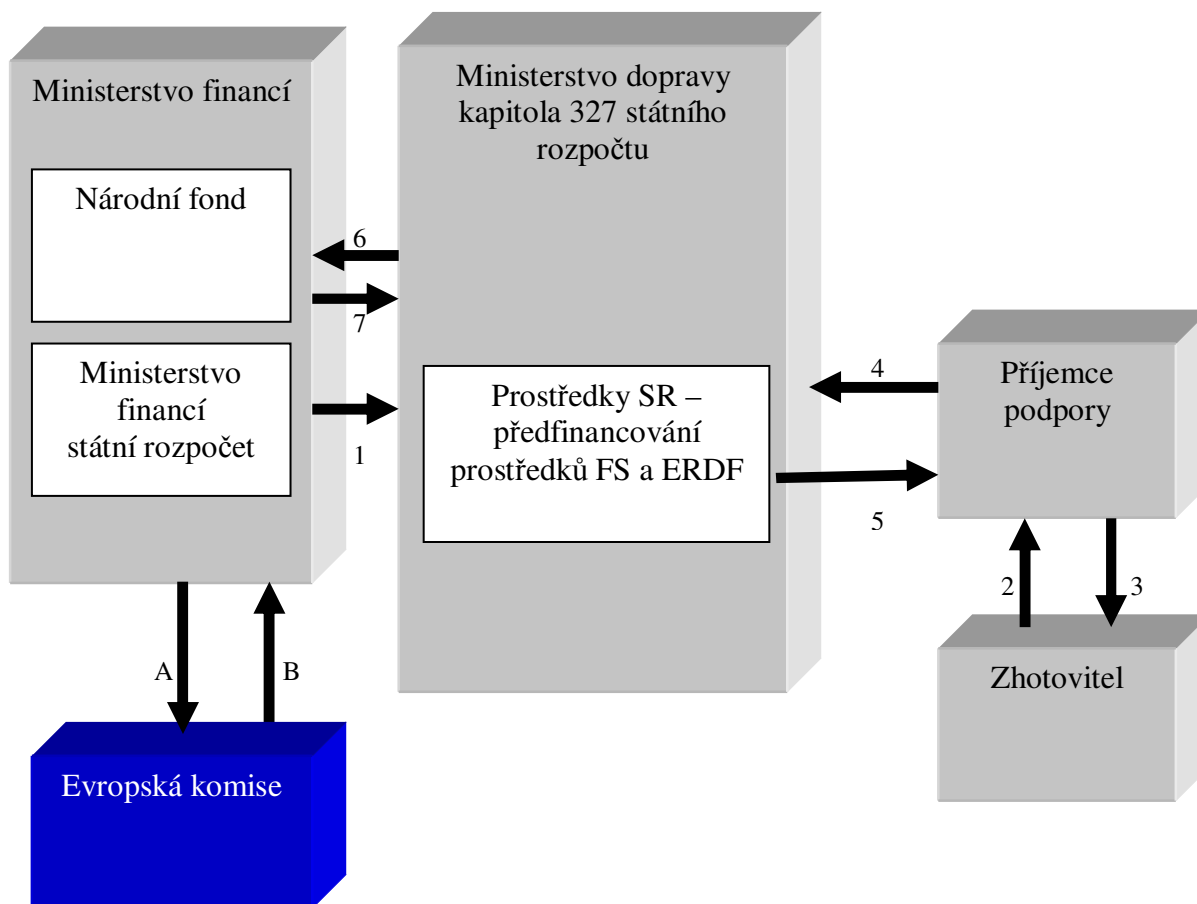 Ministerstvo financí
Národní fond
Ministerstvo
financí
státní rozpočet
Ministerstvo dopravy
kapitola 327 státního
rozpočtu
6
7
1
Prostředky SR –
předfinancování
prostředků FS a ERDF
4
5
Příjemce
podpory
2
3
Zhotovitel
A
B
Evropská komise